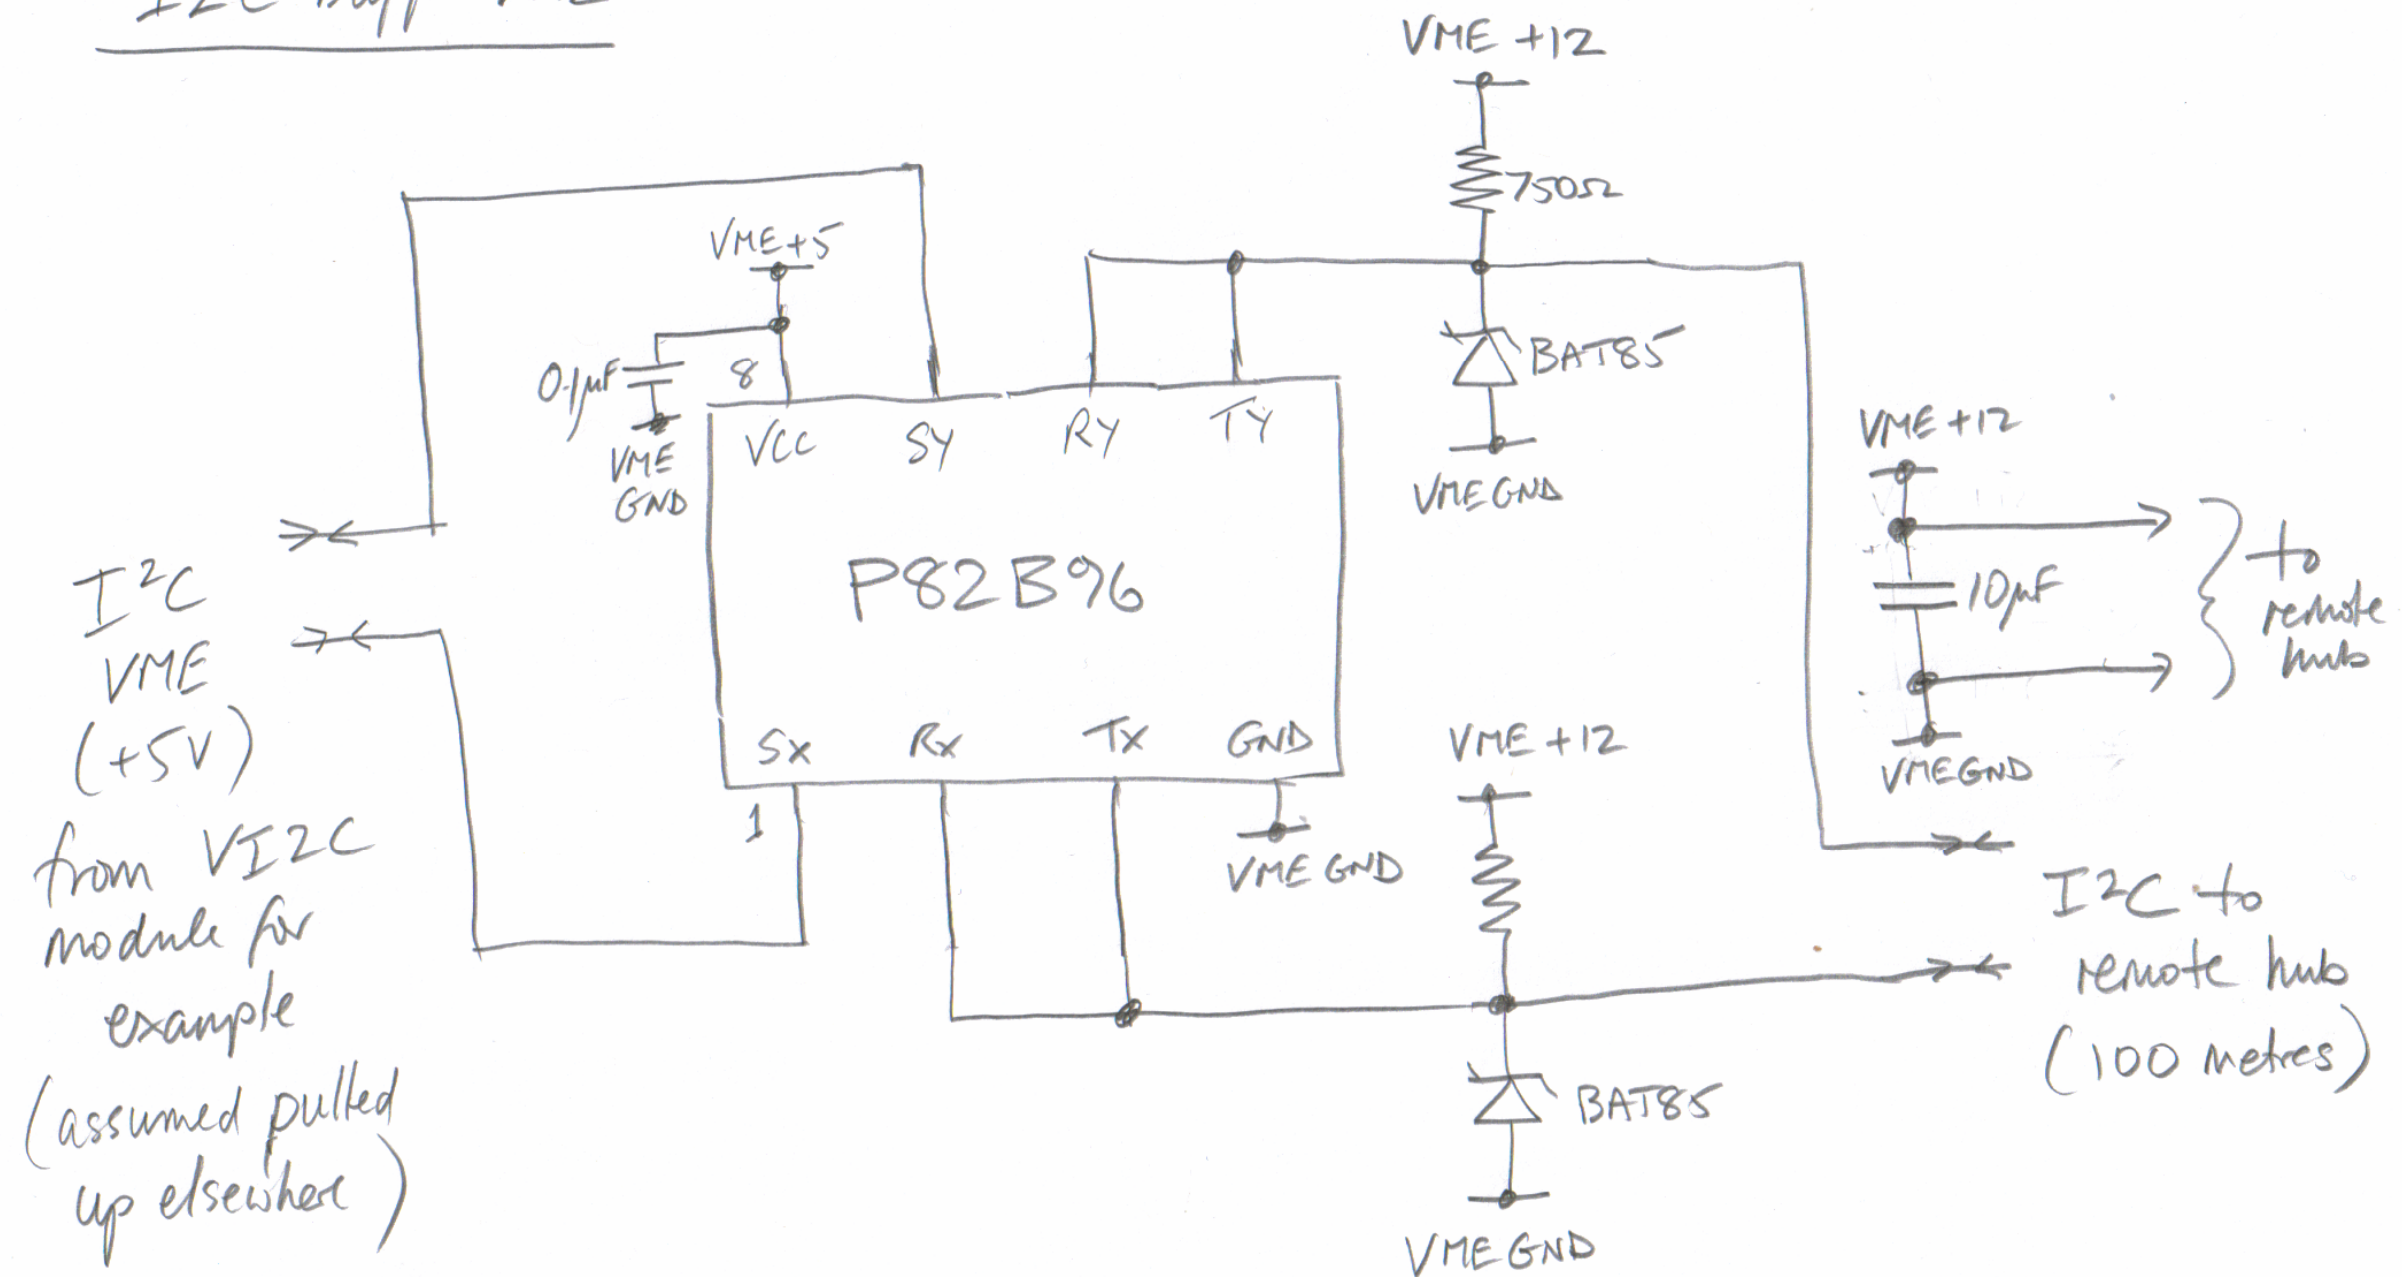 I2C
VME +12
750Ω
VME+5
0.1µF
8
VME
GND
VCC
SY
RY
TY
BAT85
VME GND
P82B96
VME +12
10µF
VMEGND
to
remote
hub
I²C
VME
(+5V)
from VI2C
module for
example
(assumed pulled
up elsewhere)
Sx
Rx
Tx
GND
1
VME GND
VME +12
BAT85
VME GND
I²C to
remote hub
(100 metres)